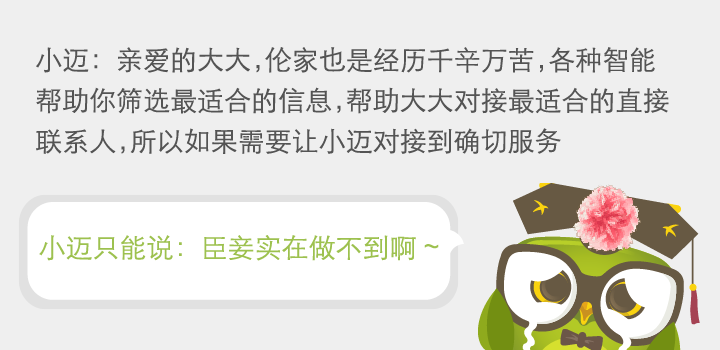 小迈：亲爱的大大,伦家也是经历千辛万苦,各种智能
帮助你筛选最适合的信息,帮助大大对接最适合的直接
联系人,所以如果需要让小迈对接到确切服务
小迈只能说：臣妾实在做不到啊~